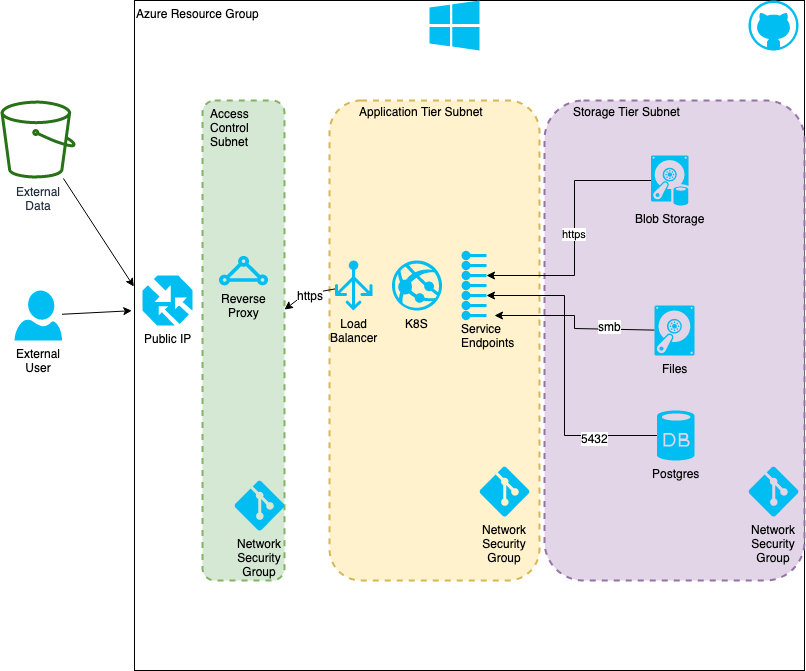 Azure Resource Group
Access
Control
Subnet
Application Tier Subnet
Storage Tier Subnet
External
Data
Blob Storage
https
https
Reverse
Proxy
Load
Balancer
K8S
Service
Endpoints
smb
Public IP
External
User
Files
5432
DB
Postgres
Network
Security
Group
Network
Security
Group
Network
Security
Group